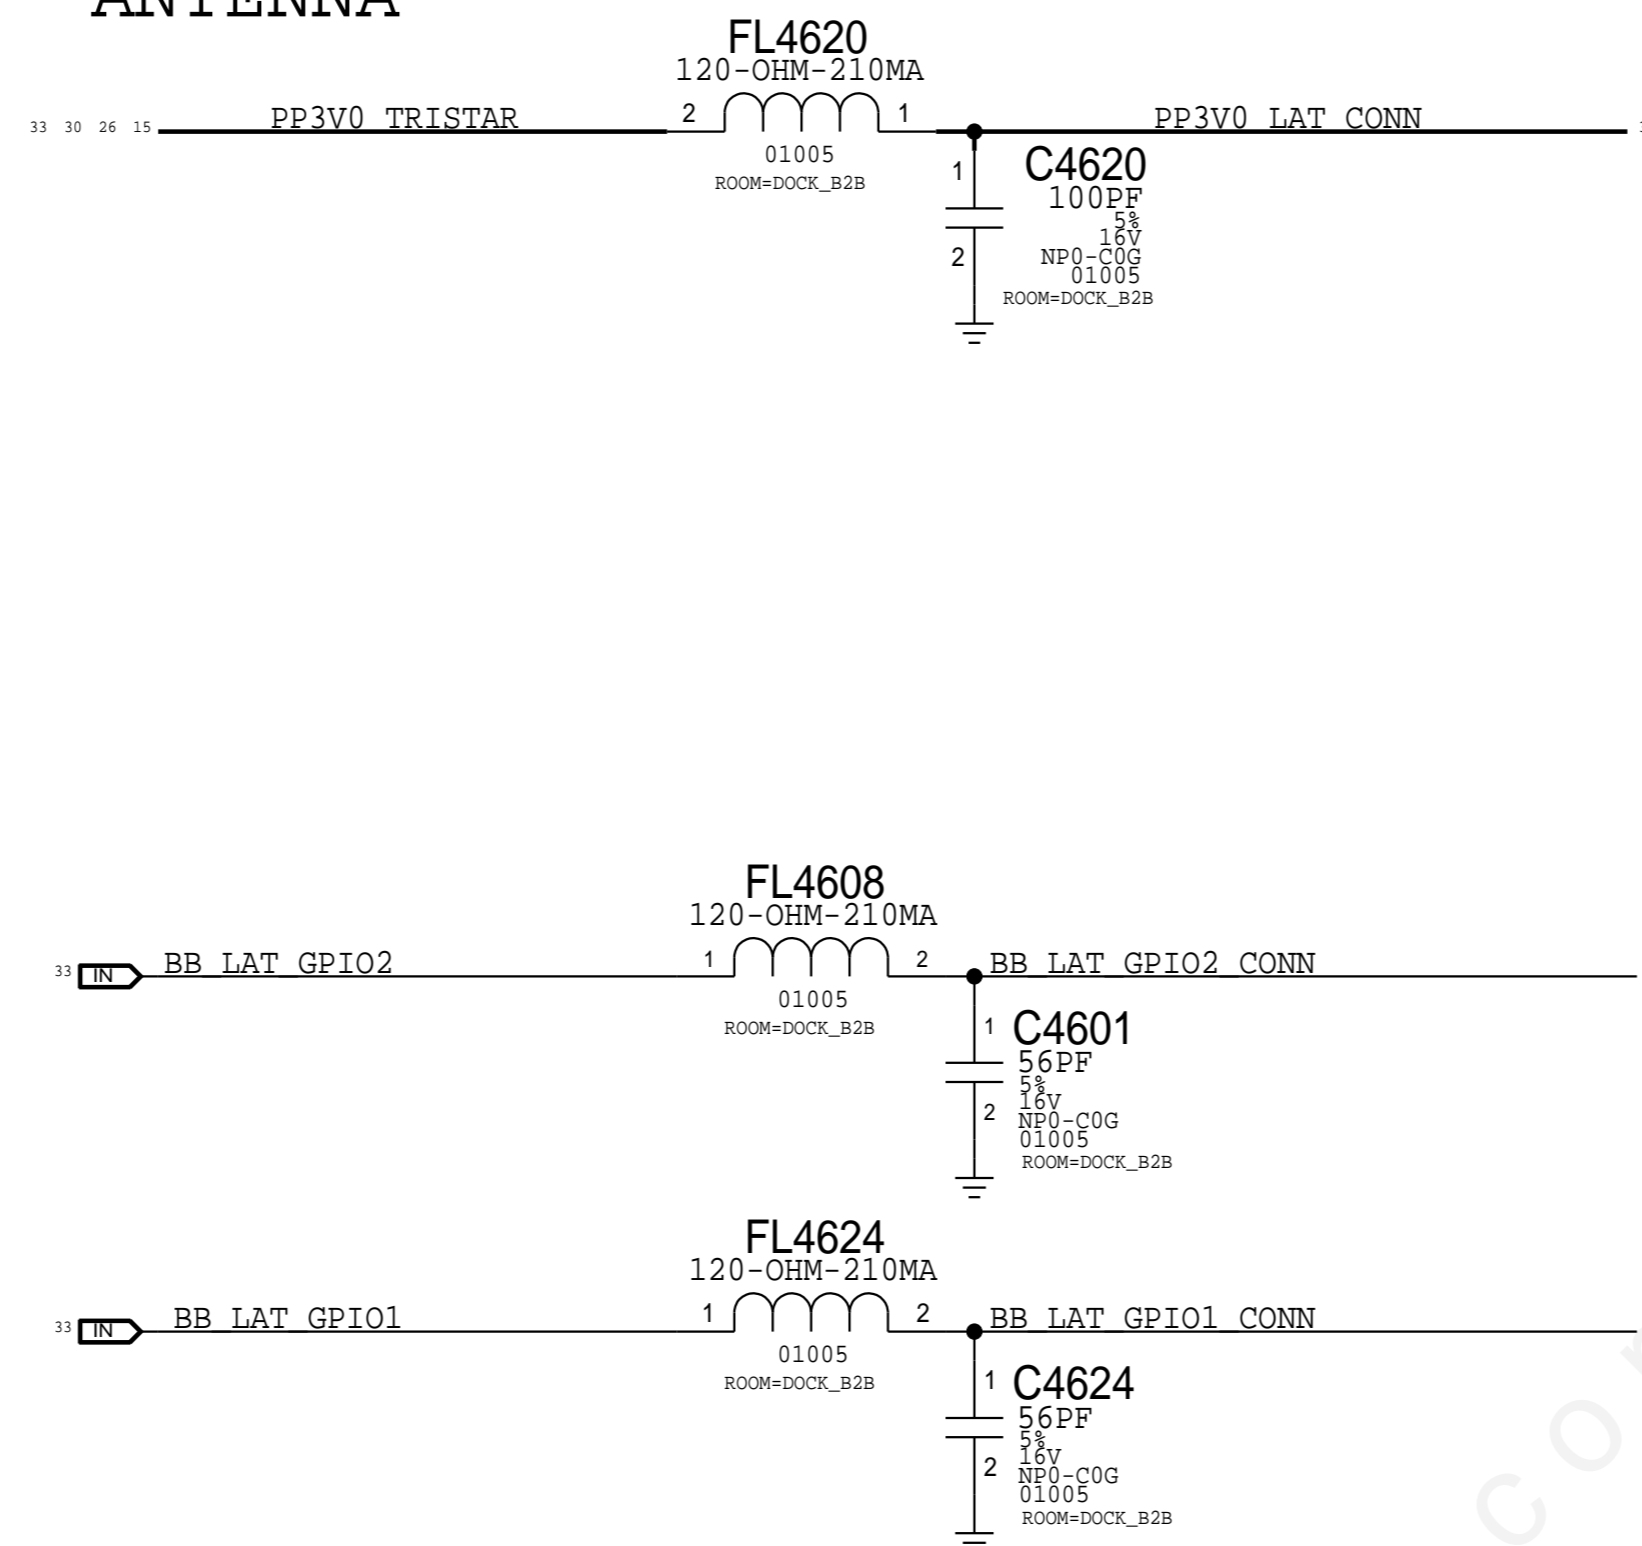 ANTENNA
FL4620
120-OHM-210MA
33 30 26 15
PP3V0_TRISTAR
2
1
PP3V0_LAT_CONN
01005
ROOM=DOCK_B2B
1
C4620
100PF
5%
16V
2
NP0-C0G
01005
ROOM=DOCK_B2B
FL4608
120-OHM-210MA
33
IN
BB_LAT_GPIO2
1
2
BB_LAT_GPIO2_CONN
01005
ROOM=DOCK_B2B
1
C4601
56PF
5%
16V
2
NP0-C0G
01005
ROOM=DOCK_B2B
FL4624
120-OHM-210MA
33
IN
BB_LAT_GPIO1
1
2
BB_LAT_GPIO1_CONN
01005
ROOM=DOCK_B2B
1
C4624
56PF
5%
16V
2
NP0-C0G
01005
ROOM=DOCK_B2B